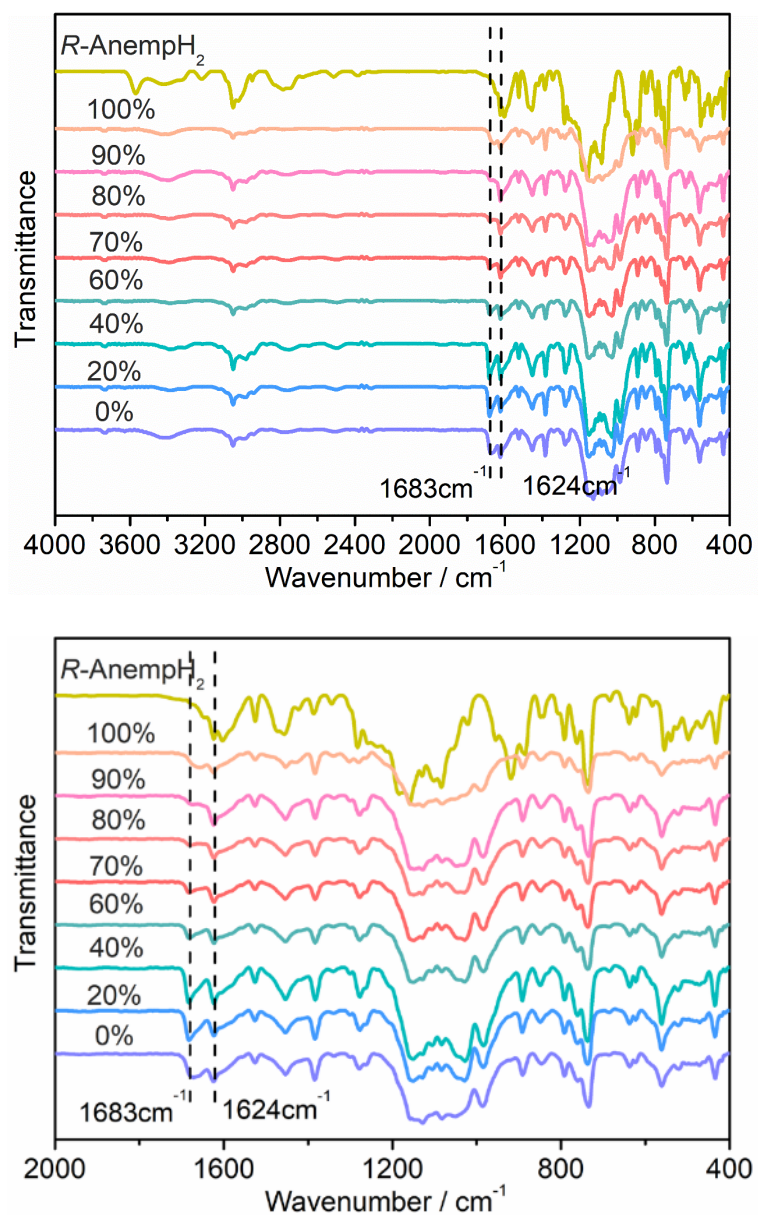 R-AnempH2
100%
90%
80%
70%
60%
40%
20%
0%
1683cm-1
1624cm-1
Transmittance
4000 3600 3200 2800 2400 2000 1600 1200 800 400
Wavenumber / cm-1
R-AnempH2
100%
90%
80%
70%
60%
40%
20%
0%
1683cm-1
1624cm-1
Transmittance
2000 1600 1200 800 400
Wavenumber / cm-1